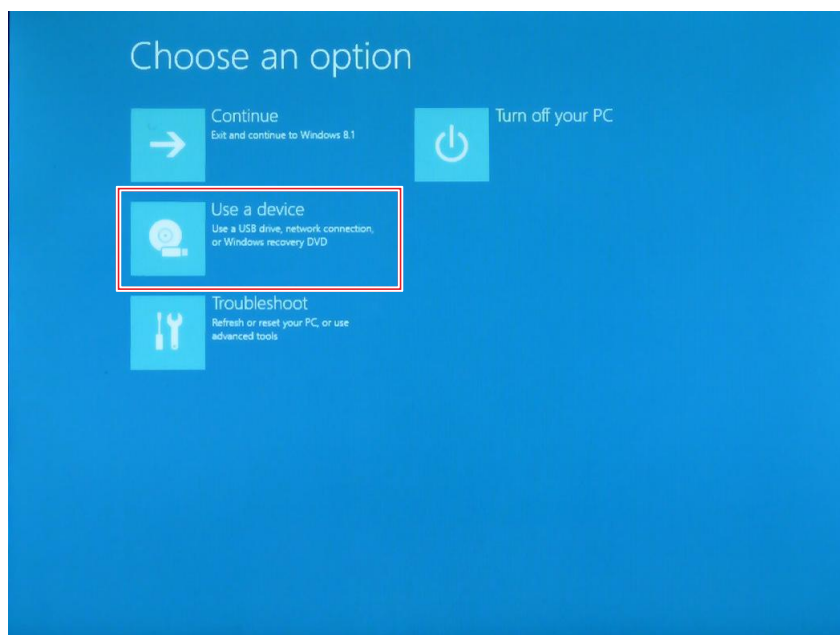 Choose an option
Continue
Exit and continue to Windows 8.1
Turn off your PC
Use a device
Use a USB drive, network connection,
or Windows recovery DVD
Troubleshoot
Refresh or reset your PC, or use
advanced tools